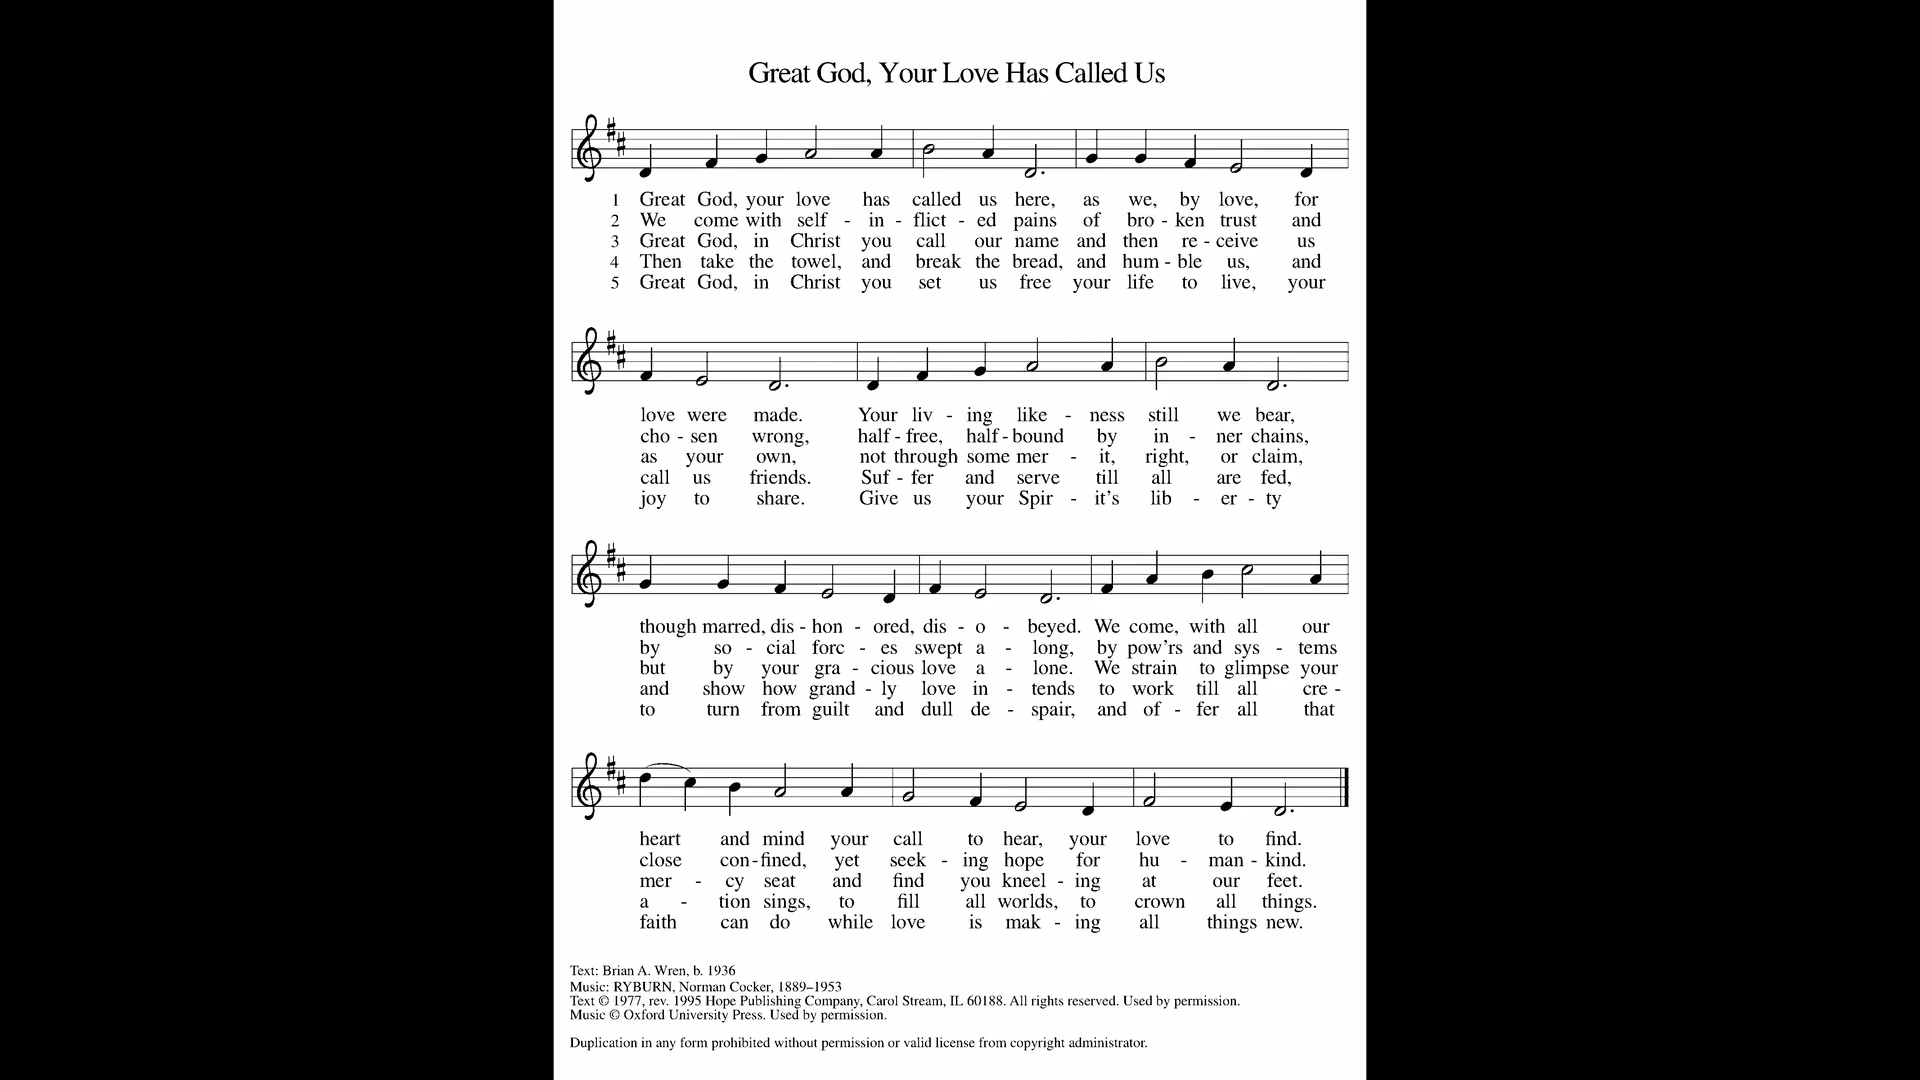 Great God, Your Love Has Called Us
1 Great God, your love has called us here, as we, by love, for
2 We come with self - in - flict - ed pains of bro - ken trust and
3 Great God, in Christ you call our name and then re - ceive us
4 Then take the towel, and break the bread, and hum - ble us, and
5 Great God, in Christ you set us free your life to live, your
love were made. Your liv - ing like - ness still we bear,
cho - sen wrong, half - free, half - bound by in - ner chains,
as your own, not through some mer - it, right, or claim,
call us friends. Suf - fer and serve till all are fed,
joy to share. Give us your Spir - it's lib - er - ty
though marred, dis - hon - ored, dis - o - beyed. We come, with all our
by so - cial forc - es swept a - long, by pow'rs and sys - tems
but by your gra - cious love a - lone. We strain to glimpse your
and show how grand - ly love in - tends to work till all cre -
to turn from guilt and dull de - spair, and of - fer all that
heart and mind your call to hear, your love to find.
close con - fined, yet seek - ing hope for hu - man - kind.
mer - cy seat and find you kneel - ing at our feet.
a - tion sings, to fill all worlds, to crown all things.
faith can do while love is mak - ing all things new.
Text: Brian A. Wren, b. 1936
Music: RYBURN, Norman Cocker, 1889–1953
Text © 1977, rev. 1995 Hope Publishing Company, Carol Stream, IL 60188. All rights reserved. Used by permission.
Music © Oxford University Press. Used by permission.
Duplication in any form prohibited without permission or valid license from copyright administrator.